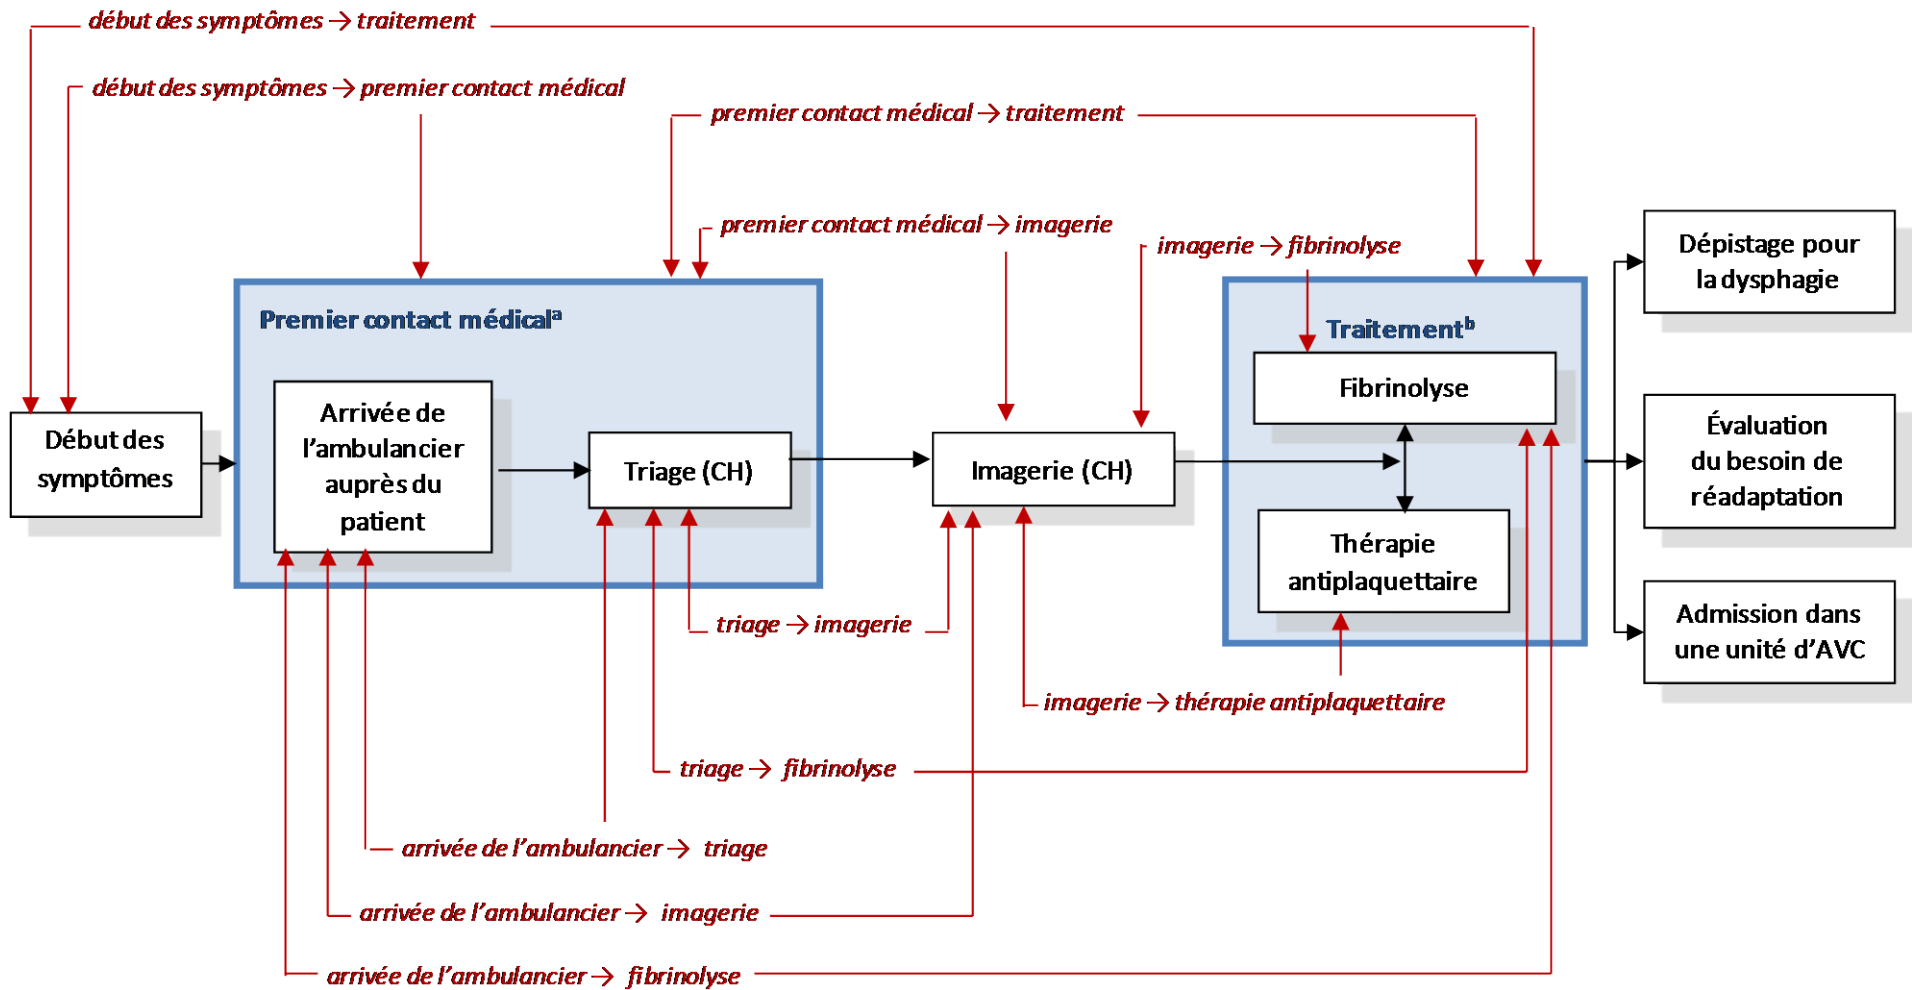 début des symptômes → traitement
début des symptômes → premier contact médical
premier contact médical → traitement
premier contact médical → imagerie
imagerie → fibrinolyse
Premier contact médicalᵃ
Traitementᵇ
Début des
symptômes
Arrivée de
l’ambulancier
auprès du
patient
Triage (CH)
Imagerie (CH)
Fibrinolyse
Thérapie
antiplaquettaire
Dépistage pour
la dysphagie
Évaluation
du besoin de
réadaptation
Admission dans
une unité d’AVC
triage → imagerie
imagerie → thérapie antiplaquettaire
triage → fibrinolyse
arrivée de l’ambulancier → triage
arrivée de l’ambulancier → imagerie
arrivée de l’ambulancier → fibrinolyse